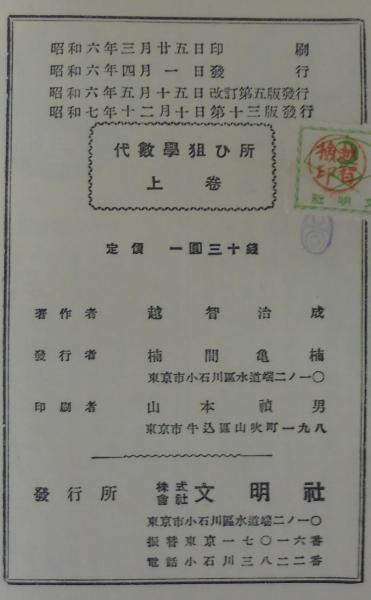 昭和六年三月廿五日印刷
昭和六年四月一日發行
昭和六年五月十五日改訂第五版發行
昭和七年十二月十日第十三版發行
代數學狙ひ所
上卷
定價 一圓三十錢
著作者 越智治成
發行者 楠間亀楠
東京市小石川區水道端二ノ一〇
印刷者 山本禎男
東京市牛込區山吹町一九八
發行所 株式會社文明社
東京市小石川區水道端二ノ一〇
振替東京一七〇一六番
電話小石川三八二二番